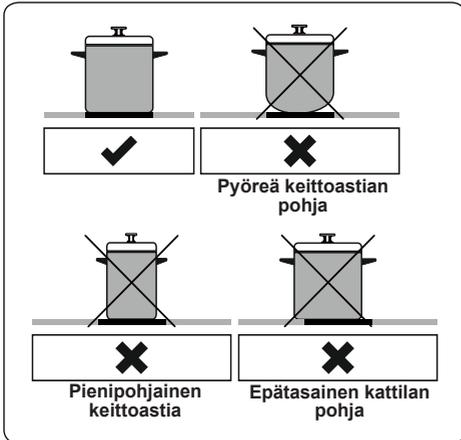 Pyöreä keittoastian
pohja
Pienipohjainen
keittoastia
Epätasainen kattilan
pohja